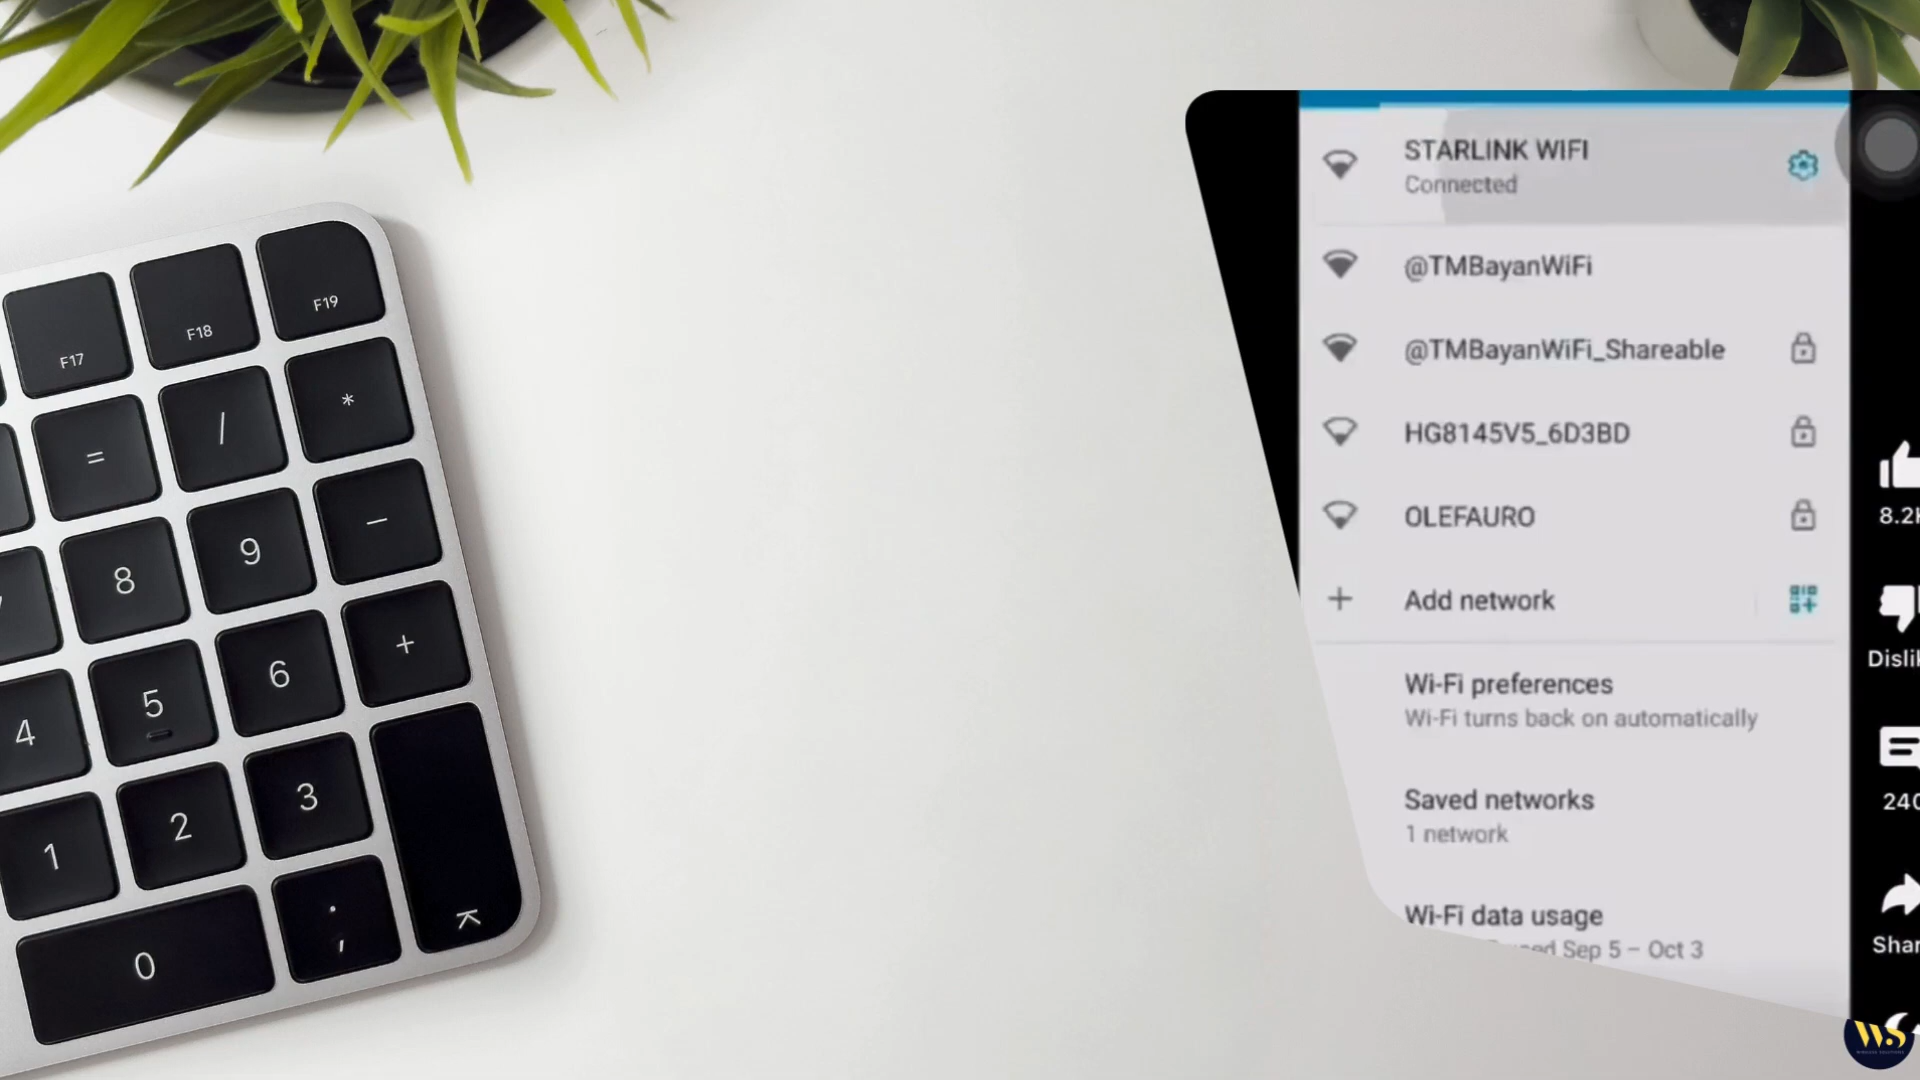 F17
F18
F19
=
/
*
8
9
–
4
5
6
+
1
2
3
0
.
,
STARLINK WIFI
Connected
@TMBayanWiFi
@TMBayanWiFi_Shareable
HG8145V5_6D3BD
OLEFAURO
Add network
Wi-Fi preferences
Wi-Fi turns back on automatically
Saved networks
1 network
Wi-Fi data usage
Sep 5 – Oct 3
8.2
Dislik
240
Shar
WS